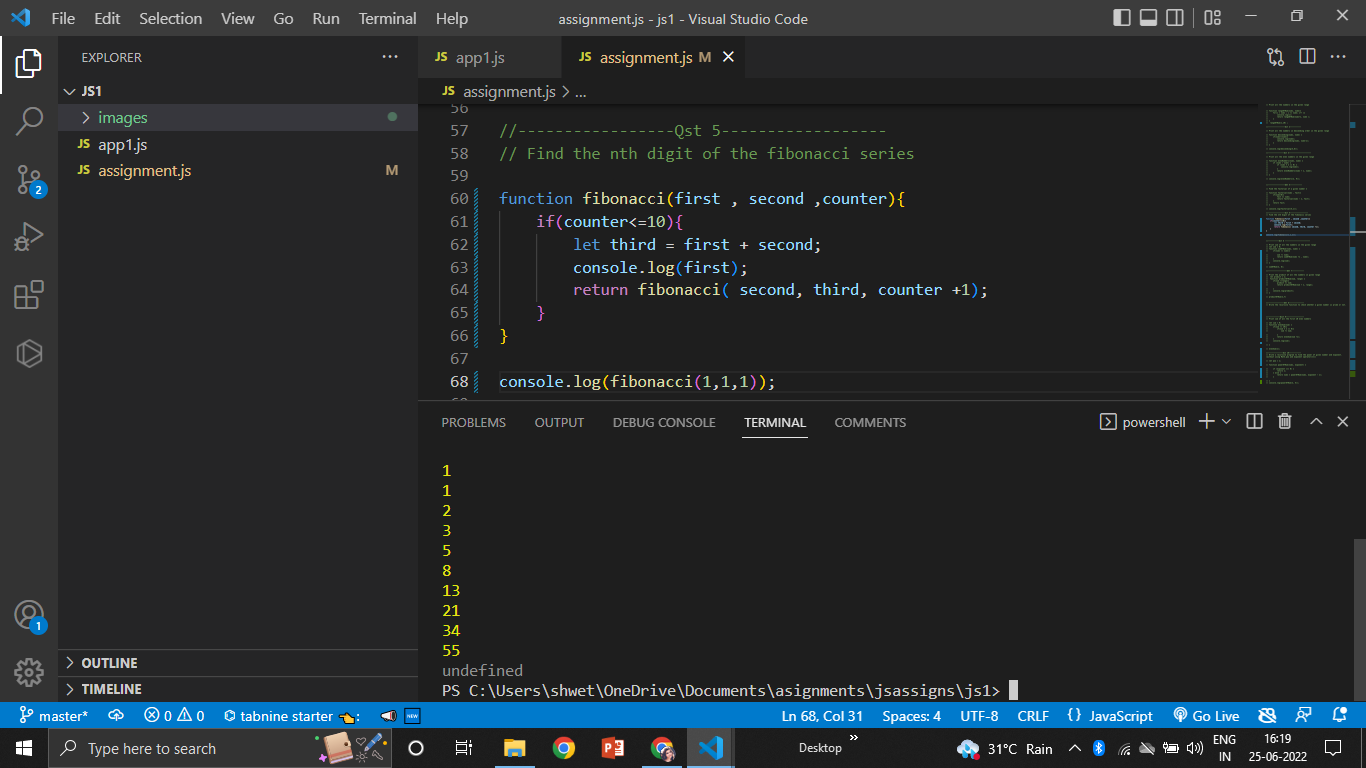 File Edit Selection View Go Run Terminal Help assignment.js - js1 - Visual Studio Code
EXPLORER
JS app1.js JS assignment.js M
JS1
JS assignment.js > ...
images
JS app1.js
JS assignment.js M
2
56
57 //-----------------Qst 5------------------
58 // Find the nth digit of the fibonacci series
59
60 function fibonacci(first , second ,counter){
61 if(counter<=10){
62 let third = first + second;
63 console.log(first);
64 return fibonacci( second, third, counter +1);
65 }
66 }
67
68 console.log(fibonacci(1,1,1));
PROBLEMS OUTPUT DEBUG CONSOLE TERMINAL COMMENTS powershell
1
1
2
3
5
8
13
21
34
55
undefined
PS C:\Users\shwet\OneDrive\Documents\asignments\jsassigns\js1>
1
OUTLINE
TIMELINE
master* 0 0 tabnine starter NEW Ln 68, Col 31 Spaces: 4 UTF-8 CRLF {} JavaScript Go Live
Type here to search Desktop 31°C Rain ENG IN 16:19 25-06-2022